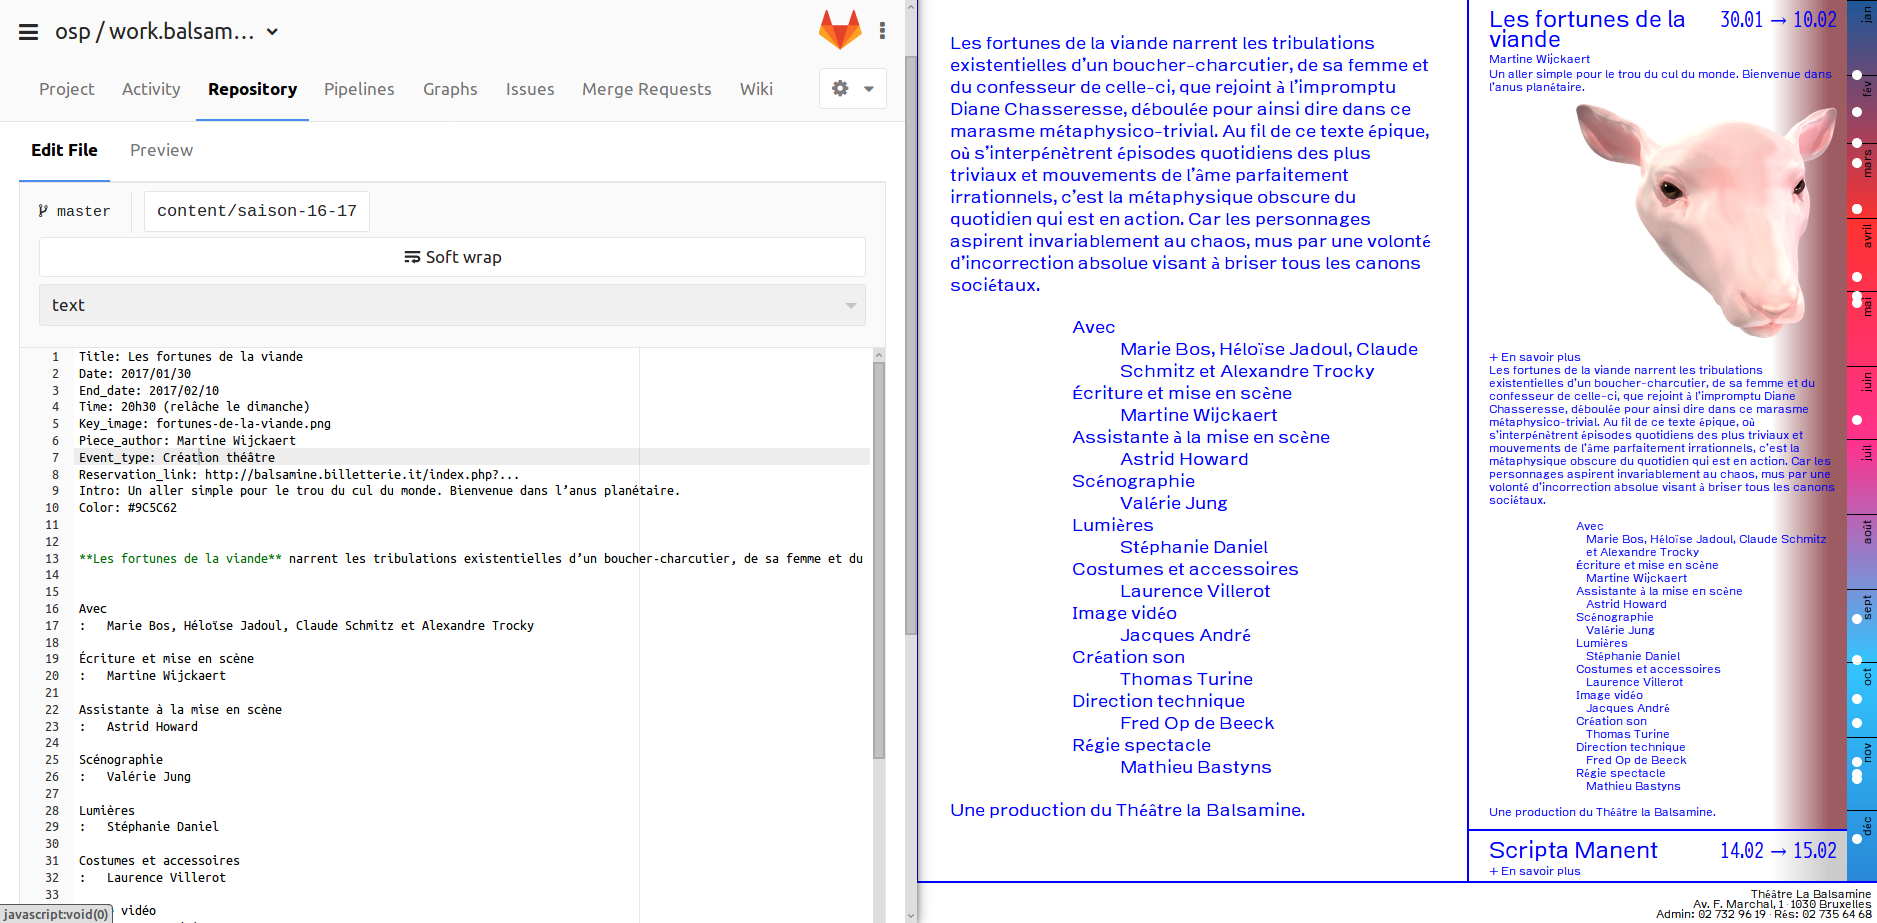 osp / work.balsam...
Project Activity Repository Pipelines Graphs Issues Merge Requests Wiki
Edit File Preview
master content/saison-16-17
Soft wrap
text
1 Title: Les fortunes de la viande
2 Date: 2017/01/30
3 End_date: 2017/02/10
4 Time: 20h30 (relâche le dimanche)
5 Key_image: fortunes-de-la-viande.png
6 Piece_author: Martine Wijckaert
7 Event_type: Création théâtre
8 Reservation_link: http://balsamine.billetterie.it/index.php?...
9 Intro: Un aller simple pour le trou du cul du monde. Bienvenue dans l’anus planétaire.
10 Color: #9C5C62
11
12
13 **Les fortunes de la viande** narrent les tribulations existentielles d’un boucher-charcutier, de sa femme et du
14
15
16 Avec
17 : Marie Bos, Héloïse Jadoul, Claude Schmitz et Alexandre Trocky
18
19 Écriture et mise en scène
20 : Martine Wijckaert
21
22 Assistante à la mise en scène
23 : Astrid Howard
24
25 Scénographie
26 : Valérie Jung
27
28 Lumières
29 : Stéphanie Daniel
30
31 Costumes et accessoires
32 : Laurence Villerot
33
vidéo
javascript:void(0)
Les fortunes de la viande narrent les tribulations
existentielles d’un boucher-charcutier, de sa femme et
du confesseur de celle-ci, que rejoint à l’impromptu
Diane Chasseresse, déboulée pour ainsi dire dans ce
marasme métaphysico-trivial. Au fil de ce texte épique,
où s’interpénètrent épisodes quotidiens des plus
triviaux et mouvements de l’âme parfaitement
irrationnels, c’est la métaphysique obscure du
quotidien qui est en action. Car les personnages
aspirent invariablement au chaos, mus par une volonté
d’incorrection absolue visant à briser tous les canons
sociétaux.
Avec
Marie Bos, Héloïse Jadoul, Claude
Schmitz et Alexandre Trocky
Écriture et mise en scène
Martine Wijckaert
Assistante à la mise en scène
Astrid Howard
Scénographie
Valérie Jung
Lumières
Stéphanie Daniel
Costumes et accessoires
Laurence Villerot
Image vidéo
Jacques André
Création son
Thomas Turine
Direction technique
Fred Op de Beeck
Régie spectacle
Mathieu Bastyns
Une production du Théâtre la Balsamine.
Les fortunes de la 30.01 → 10.02
viande
Martine Wijckaert
Un aller simple pour le trou du cul du monde. Bienvenue dans
l’anus planétaire.
+ En savoir plus
Les fortunes de la viande narrent les tribulations
existentielles d’un boucher-charcutier, de sa femme et du
confesseur de celle-ci, que rejoint à l’impromptu Diane
Chasseresse, déboulée pour ainsi dire dans ce marasme
métaphysico-trivial. Au fil de ce texte épique, où
s’interpénètrent épisodes quotidiens des plus triviaux et
mouvements de l’âme parfaitement irrationnels, c’est la
métaphysique obscure du quotidien qui est en action. Car les
personnages aspirent invariablement au chaos, mus par une
volonté d’incorrection absolue visant à briser tous les canons
sociétaux.
Avec
Marie Bos, Héloïse Jadoul, Claude Schmitz
et Alexandre Trocky
Écriture et mise en scène
Martine Wijckaert
Assistante à la mise en scène
Astrid Howard
Scénographie
Valérie Jung
Lumières
Stéphanie Daniel
Costumes et accessoires
Laurence Villerot
Image vidéo
Jacques André
Création son
Thomas Turine
Direction technique
Fred Op de Beeck
Régie spectacle
Mathieu Bastyns
Une production du Théâtre la Balsamine.
Scripta Manent 14.02 → 15.02
+ En savoir plus
jan
fév
mars
avril
mai
juin
juil
août
sept
oct
nov
déc
Théâtre La Balsamine
Av. F. Marchal, 1 · 1030 Bruxelles
Admin: 02 732 96 19 · Rés: 02 735 64 68